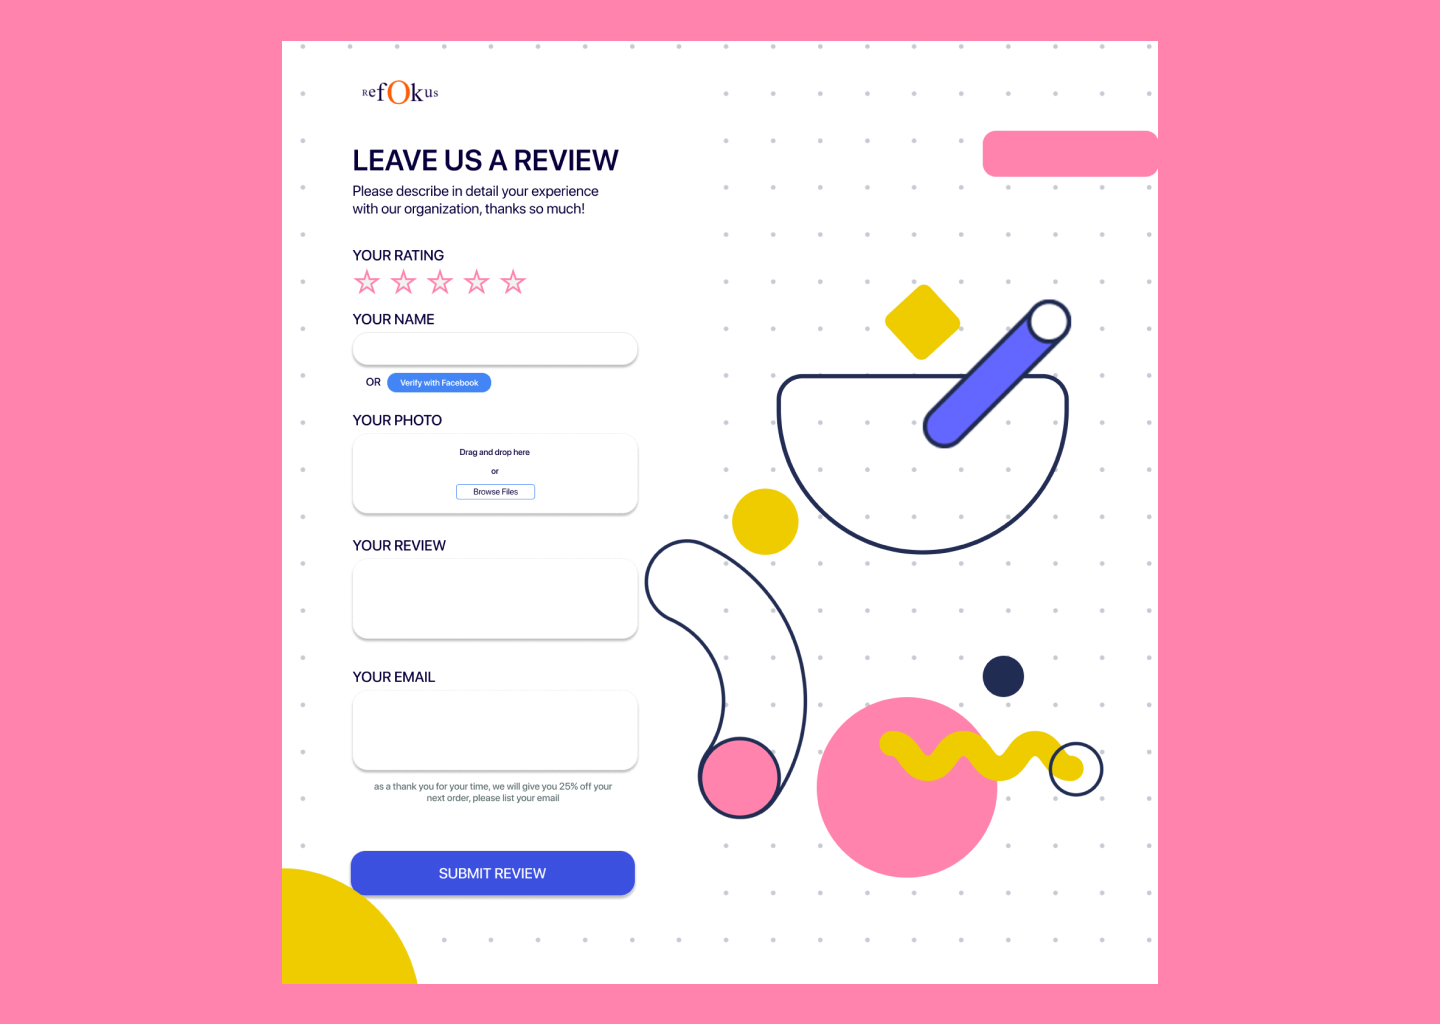 RefOkus
LEAVE US A REVIEW
Please describe in detail your experience
with our organization, thanks so much!
YOUR RATING
YOUR NAME
OR Verify with Facebook
YOUR PHOTO
Drag and drop here
or
Browse Files
YOUR REVIEW
YOUR EMAIL
as a thank you for your time, we will give you 25% off your
next order, please list your email
SUBMIT REVIEW